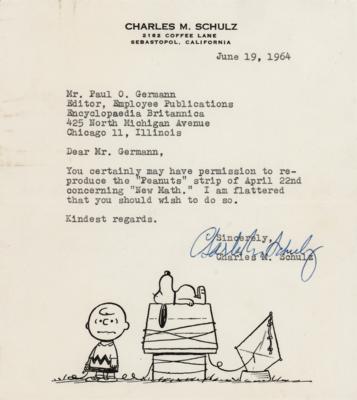 CHARLES M. SCHULZ
2162 COFFEE LANE
SEBASTOPOL, CALIFORNIA
June 19, 1964
Mr. Paul O. Germann
Editor, Employee Publications
Encyclopaedia Britannica
425 North Michigan Avenue
Chicago 11, Illinois
Dear Mr. Germann,
You certainly may have permission to re-
produce the "Peanuts" strip of April 22nd
concerning "New Math." I am flattered
that you should wish to do so.
Kindest regards.
Sincerely,
Charles M. Schulz
Charles M. Schulz